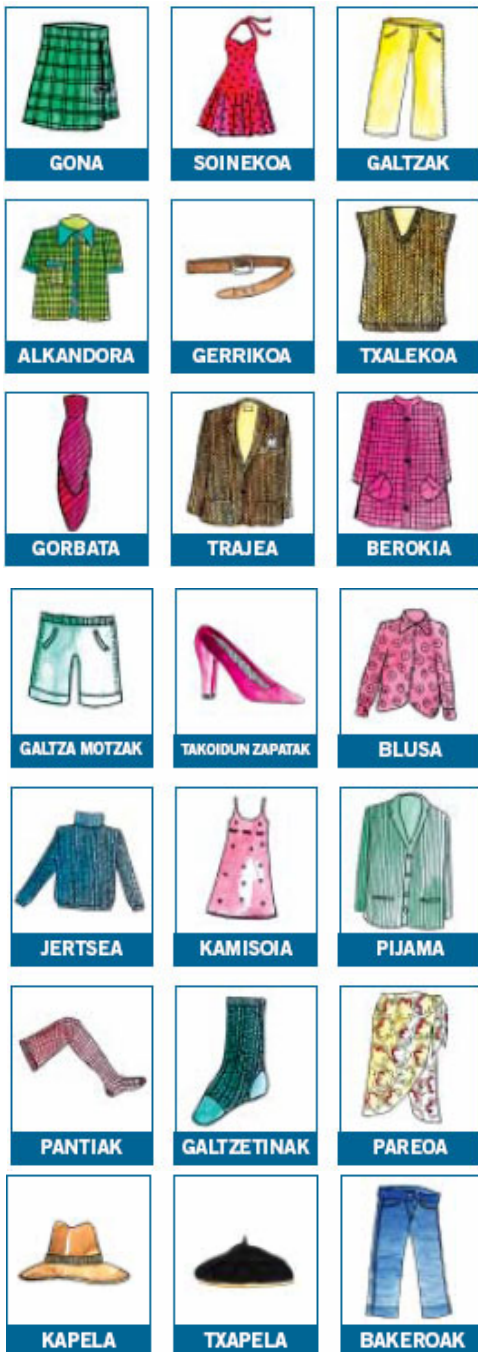 GONA
SOINEKOA
GALTZAK
ALKANDORA
GERRIKOA
TXALEKOA
GORBATA
TRAJEA
BEROKIA
GALTZA MOTZAK
TAKOIDUN ZAPATAK
BLUSA
JERTSEA
KAMISOIA
PIJAMA
PANTIAK
GALTZETINAK
PAREOA
KAPELA
TXAPELA
BAKEROAK